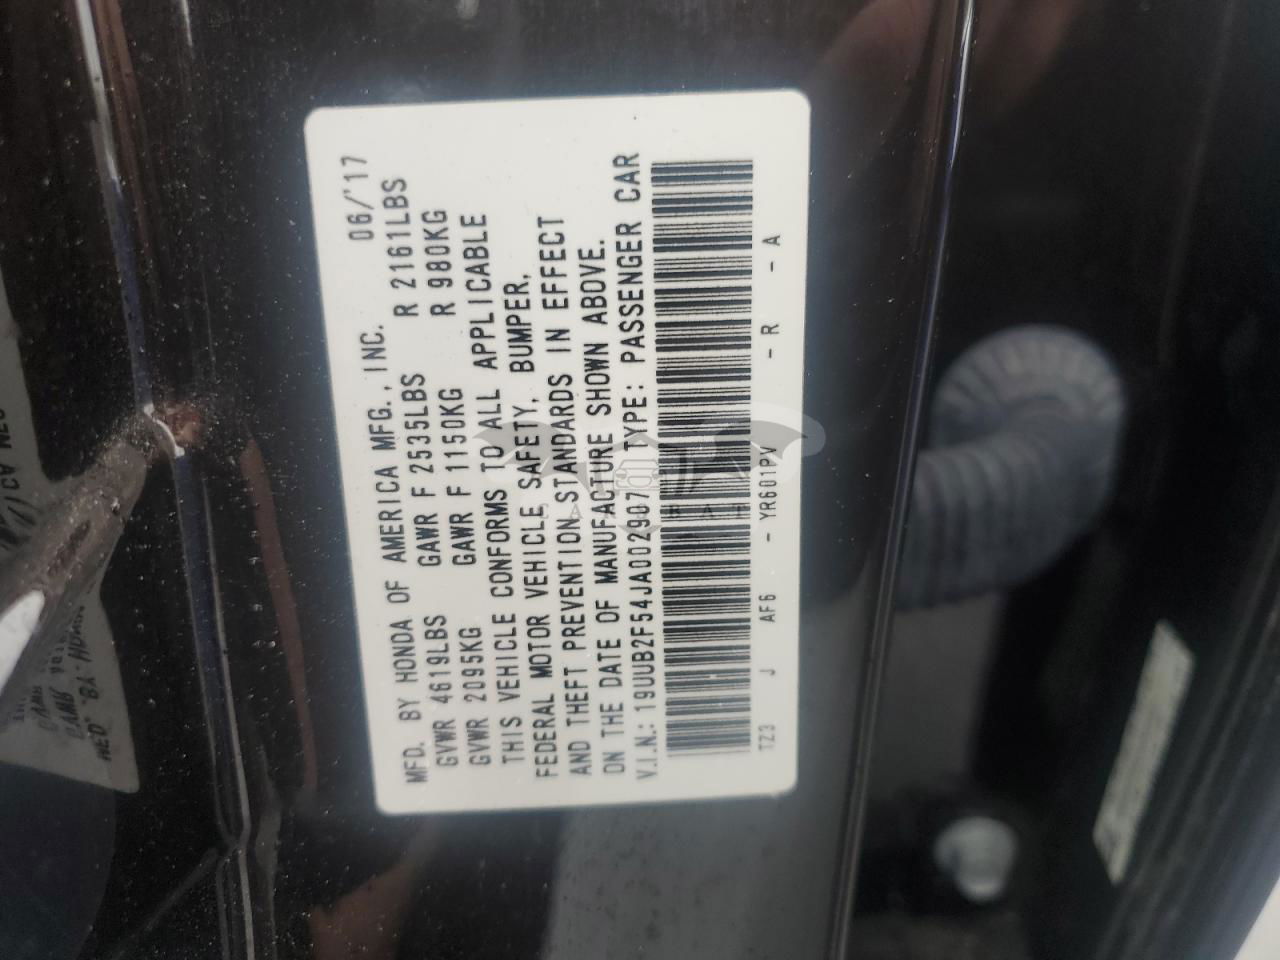 MFD. BY HONDA OF AMERICA MFG., INC. 06/'17
GVWR 4619LBS GAWR F 2535LBS R 2161LBS
GVWR 2095KG GAWR F 1150KG R 980KG
THIS VEHICLE CONFORMS TO ALL APPLICABLE
FEDERAL MOTOR VEHICLE SAFETY, BUMPER,
AND THEFT PREVENTION STANDARDS IN EFFECT
ON THE DATE OF MANUFACTURE SHOWN ABOVE.
V.I.N.: 19UUB2F54JA002907 TYPE: PASSENGER CAR
TZ3 J AF6 - YR601PV - R - A